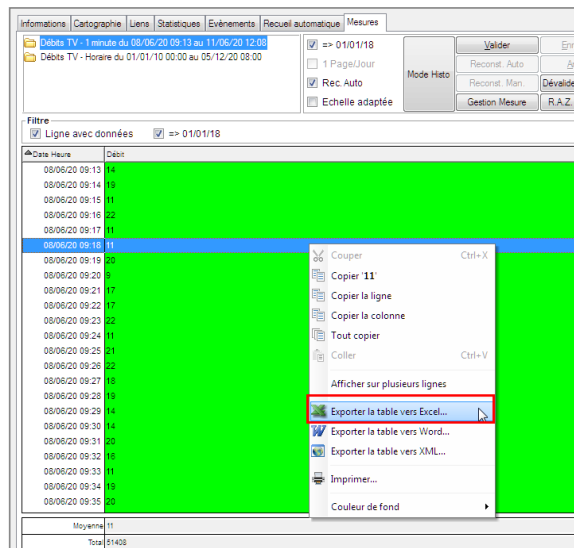 Informations Cartographie Liens Statistiques Evènements Recueil automatique Mesures
Débits TV - 1 minute du 08/06/20 09:13 au 11/06/20 12:08
Débits TV - Horaire du 01/01/10 00:00 au 05/12/20 08:00
=> 01/01/18
1 Page/Jour
Rec. Auto
Echelle adaptée
Mode Histo
Valider
Reconst. Auto
Reconst. Man. Dévalide
Gestion Mesure R.A.Z.
Filtre
Ligne avec données => 01/01/18
Date Heure Débit
08/06/20 09:13 14
08/06/20 09:14 19
08/06/20 09:15 11
08/06/20 09:16 22
08/06/20 09:17 11
08/06/20 09:18 11
08/06/20 09:19 20
08/06/20 09:20 9
08/06/20 09:21 17
08/06/20 09:22 17
08/06/20 09:23 22
08/06/20 09:24 11
08/06/20 09:25 21
08/06/20 09:26 22
08/06/20 09:27 18
08/06/20 09:28 19
08/06/20 09:29 14
08/06/20 09:30 14
08/06/20 09:31 20
08/06/20 09:32 16
08/06/20 09:33 11
08/06/20 09:34 19
08/06/20 09:35 20
Moyenne 11
Total 51408
Couper Ctrl+X
Copier '11'
Copier la ligne
Copier la colonne
Tout copier
Coller Ctrl+V
Afficher sur plusieurs lignes
Exporter la table vers Excel...
Exporter la table vers Word...
Exporter la table vers XML...
Imprimer...
Couleur de fond